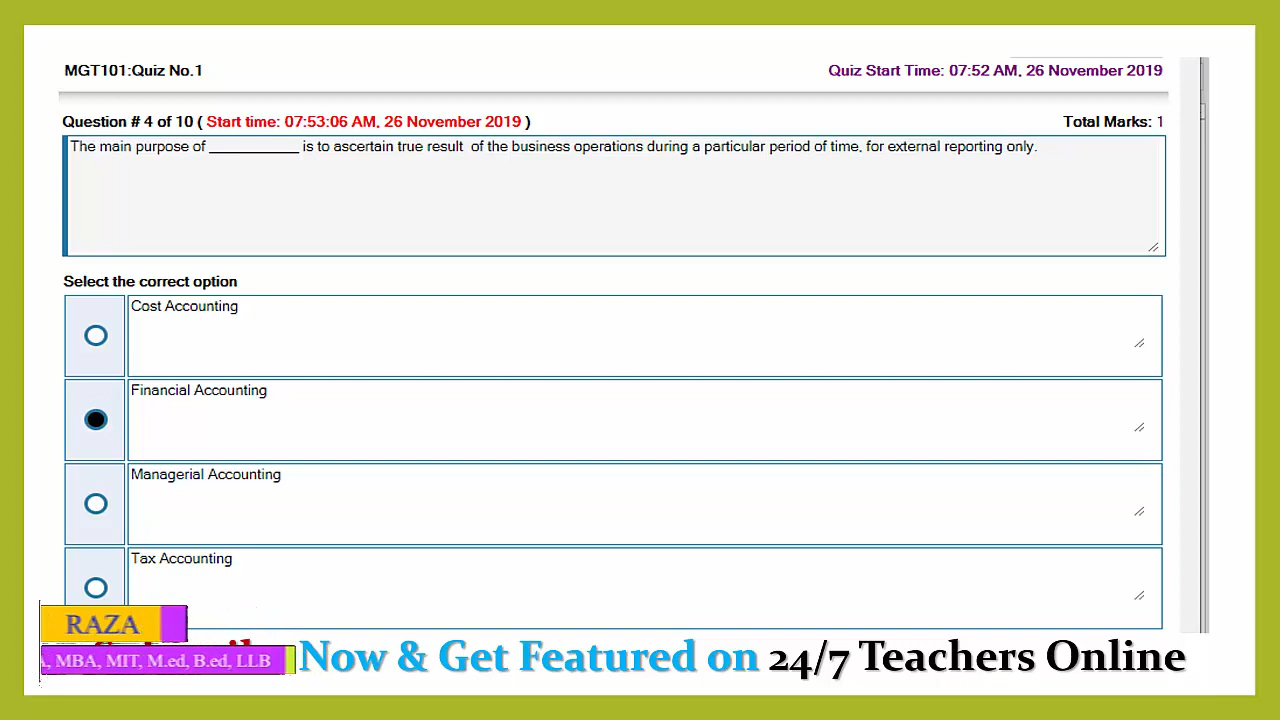 MGT101:Quiz No.1
Quiz Start Time: 07:52 AM, 26 November 2019
Question # 4 of 10 ( Start time: 07:53:06 AM, 26 November 2019 )
Total Marks: 1
The main purpose of ___________ is to ascertain true result of the business operations during a particular period of time, for external reporting only.
Select the correct option
Cost Accounting
Financial Accounting
Managerial Accounting
Tax Accounting
RAZA
MBA, MIT, M.ed, B.ed, LLB
Now & Get Featured on 24/7 Teachers Online